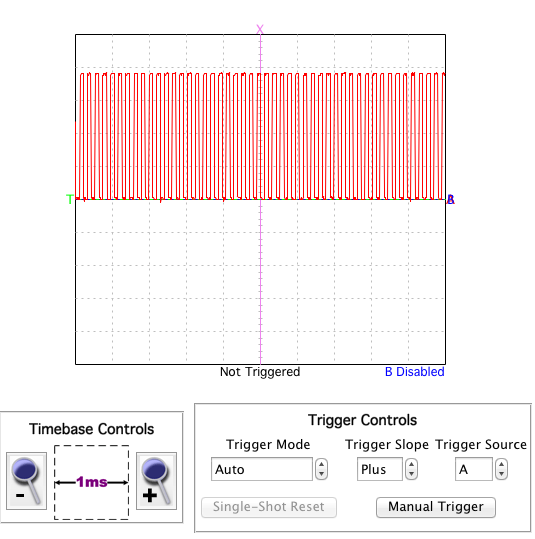 X
T
A
Not Triggered
B Disabled
Timebase Controls
-
1ms
+
Trigger Controls
Trigger Mode
Trigger Slope
Trigger Source
Auto
Plus
A
Single-Shot Reset
Manual Trigger